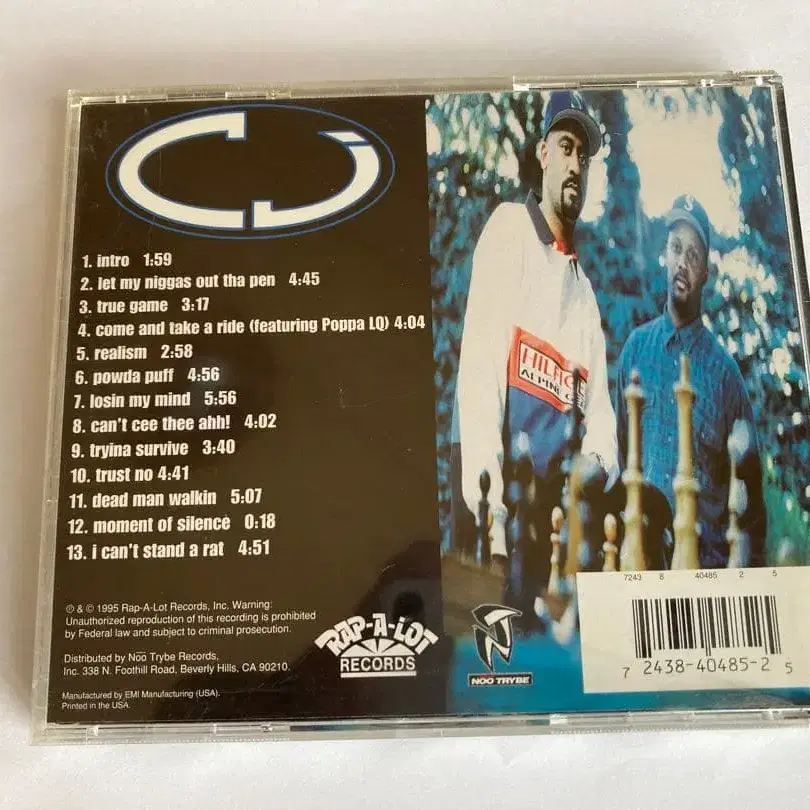 CJ
1. intro 1:59
2. let my niggas out tha pen 4:45
3. true game 3:17
4. come and take a ride (featuring Poppa LQ) 4:04
5. realism 2:58
6. powda puff 4:56
7. losin my mind 5:56
8. can't cee thee ahh! 4:02
9. tryina survive 3:40
10. trust no 4:41
11. dead man walkin 5:07
12. moment of silence 0:18
13. i can't stand a rat 4:51
HILFIG
ALPINE
S
℗ & © 1995 Rap-A-Lot Records, Inc. Warning:
Unauthorized reproduction of this recording is prohibited
by Federal law and subject to criminal prosecution.
Distributed by Noo Trybe Records,
Inc. 338 N. Foothill Road, Beverly Hills, CA 90210.
Manufactured by EMI Manufacturing (USA).
Printed in the USA.
RAP-A-LOT
RECORDS
NOO TRYBE
7243 8 40485 2 5
7 2438-40485-2 5